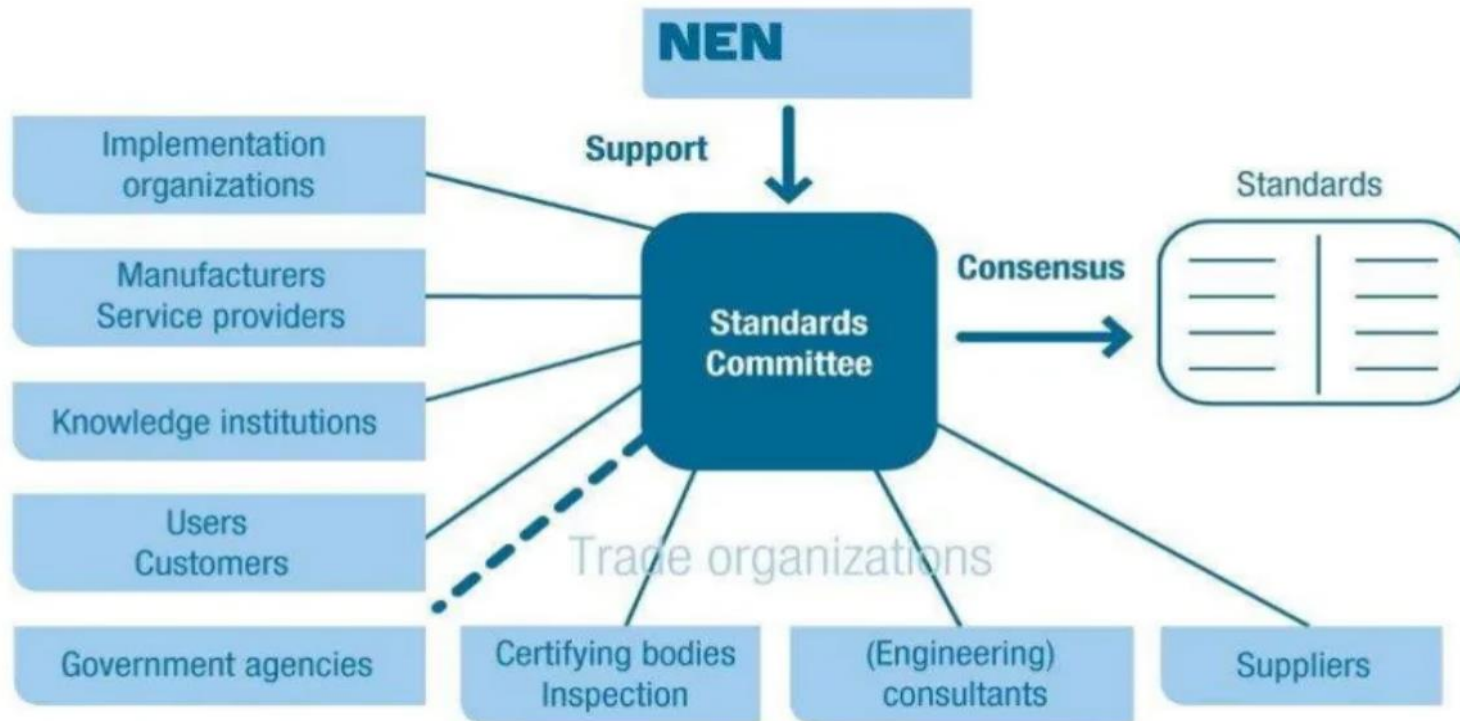 NEN
Support
Implementation
organizations
Manufacturers
Service providers
Knowledge institutions
Users
Customers
Government agencies
Standards
Committee
Consensus
Standards
Trade organizations
Certifying bodies
Inspection
(Engineering)
consultants
Suppliers